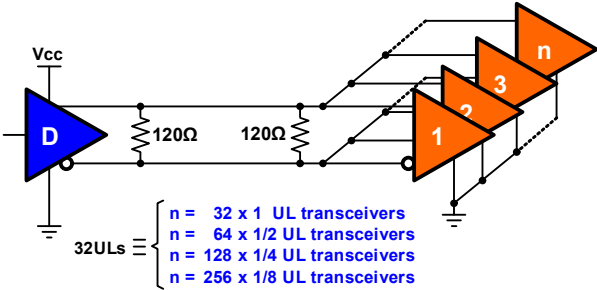 Vcc
n
3
2
1
D
120Ω
120Ω
32ULs ≡
n = 32 x 1 UL transceivers
n = 64 x 1/2 UL transceivers
n = 128 x 1/4 UL transceivers
n = 256 x 1/8 UL transceivers